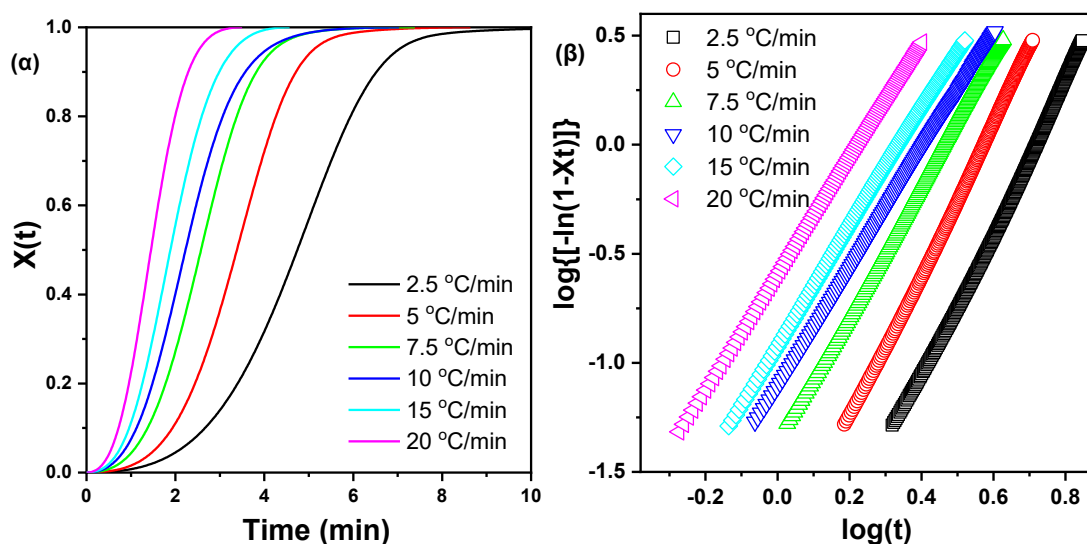 (α)
X(t)
1.0
0.8
0.6
0.4
0.2
0.0
2.5 °C/min
5 °C/min
7.5 °C/min
10 °C/min
15 °C/min
20 °C/min
0 2 4 6 8 10
Time (min)
(β)
log{[-ln(1-Xt)]}
0.5
0.0
-0.5
-1.0
-1.5
2.5 °C/min
5 °C/min
7.5 °C/min
10 °C/min
15 °C/min
20 °C/min
-0.2 0.0 0.2 0.4 0.6 0.8
log(t)